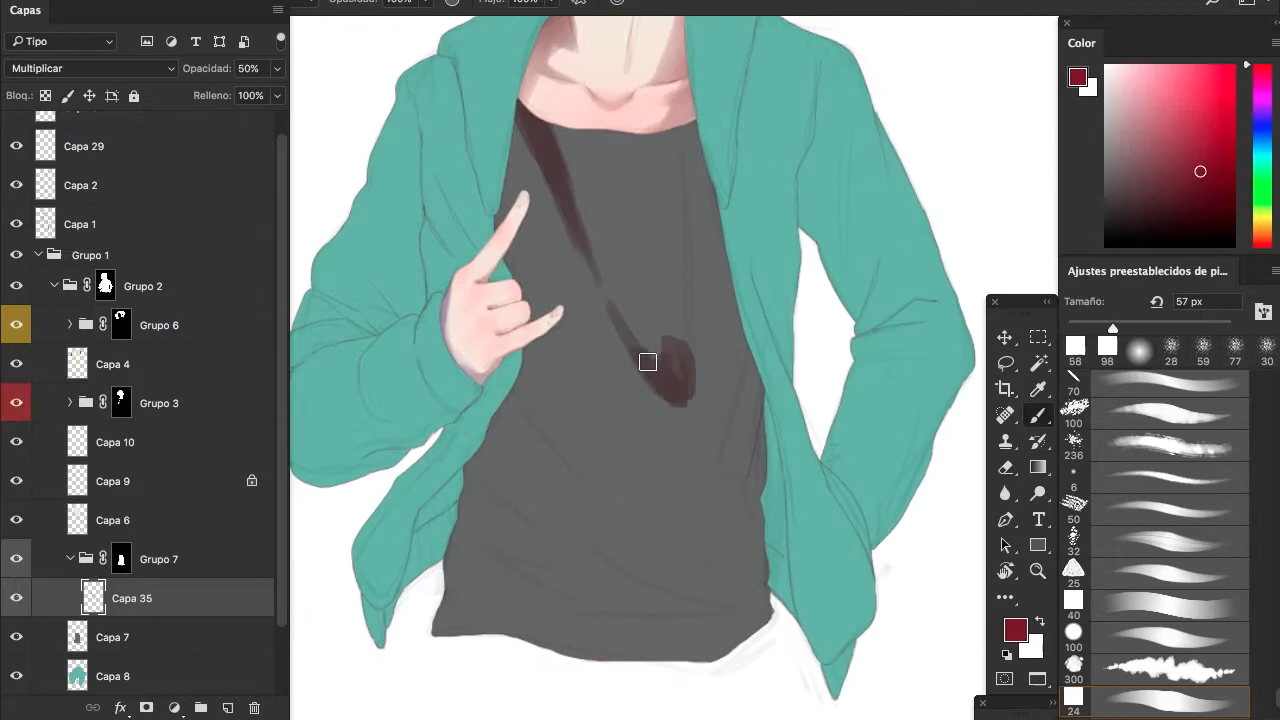 Capas
Tipo
Multiplicar
Opacidad: 50%
Bloq.:
Relleno: 100%
Capa 29
Capa 2
Capa 1
Grupo 1
Grupo 2
Grupo 6
Capa 4
Grupo 3
Capa 10
Capa 9
Capa 6
Grupo 7
Capa 35
Capa 7
Capa 8
fx
Color
Ajustes preestablecidos de pi...
Tamaño:
57 px
58
98
28
59
77
30
70
100
236
6
50
32
25
40
100
300
24